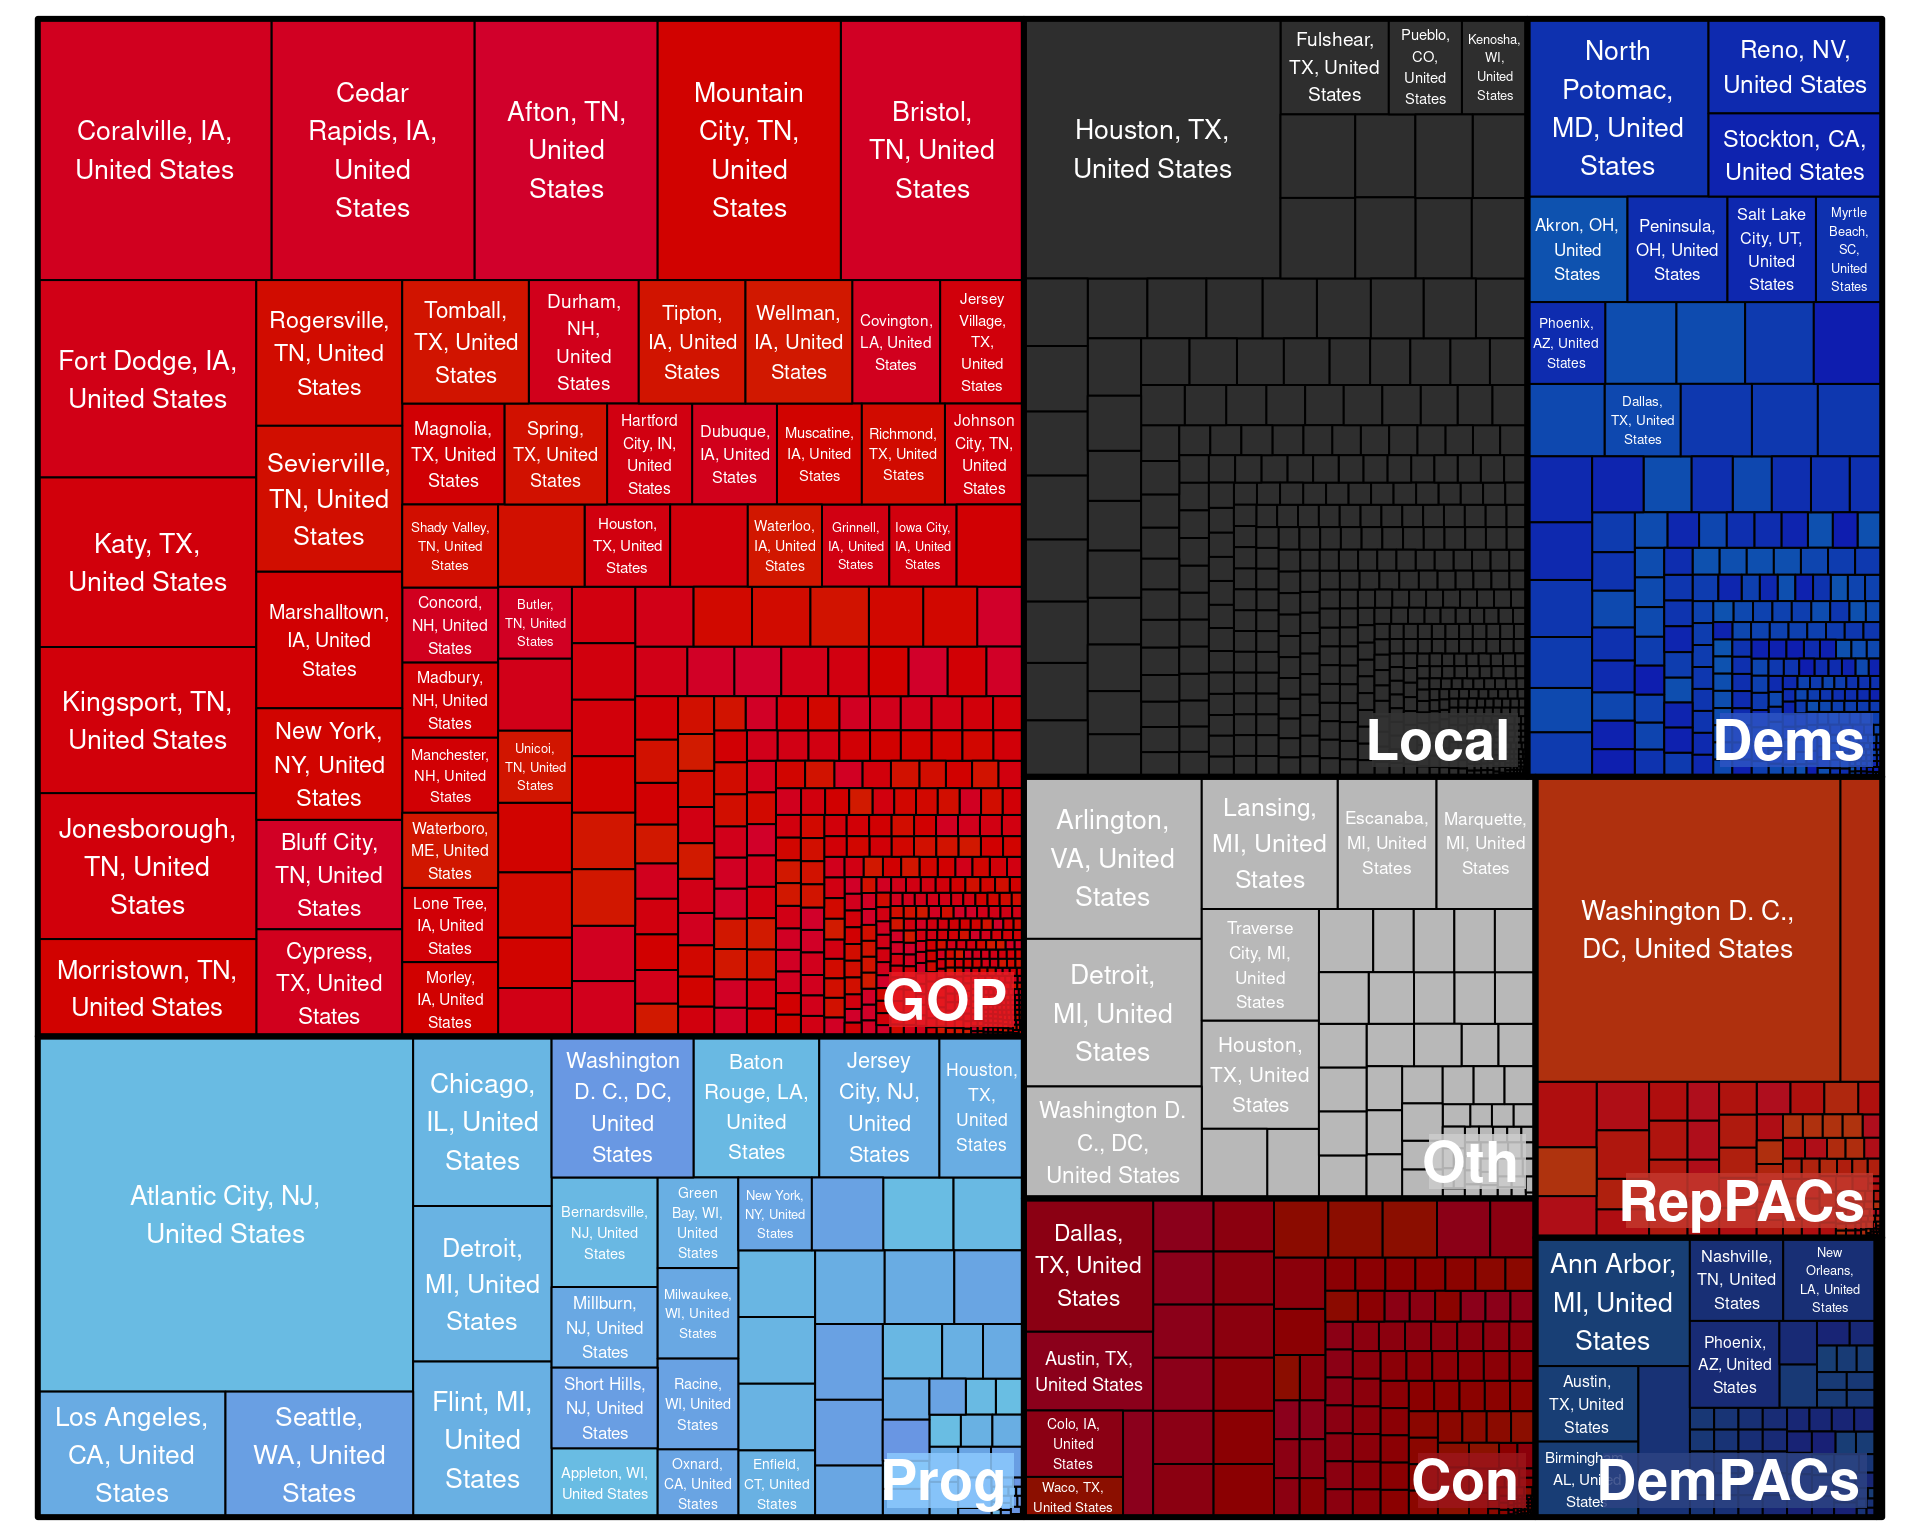 Coralville, IA,
United States
Cedar
Rapids, IA,
United
States
Afton, TN,
United
States
Mountain
City, TN,
United
States
Bristol,
TN, United
States
Fort Dodge, IA,
United States
Katy, TX,
United States
Kingsport, TN,
United States
Jonesborough,
TN, United
States
Morristown, TN,
United States
Rogersville,
TN, United
States
Sevierville,
TN, United
States
Marshalltown,
IA, United
States
New York,
NY, United
States
Bluff City,
TN, United
States
Cypress,
TX, United
States
Tomball,
TX, United
States
Durham,
NH,
United
States
Tipton,
IA, United
States
Wellman,
IA, United
States
Covington,
LA, United
States
Jersey
Village,
TX,
United
States
Magnolia,
TX, United
States
Spring,
TX, United
States
Hartford
City, IN,
United
States
Dubuque,
IA, United
States
Muscatine,
IA, United
States
Richmond,
TX, United
States
Johnson
City, TN,
United
States
Shady Valley,
TN, United
States
Houston,
TX, United
States
Waterloo,
IA, United
States
Grinnell,
IA, United
States
Iowa City,
IA, United
States
Concord,
NH, United
States
Butler,
TN, United
States
Madbury,
NH, United
States
Manchester,
NH, United
States
Unicoi,
TN, United
States
Waterboro,
ME, United
States
Lone Tree,
IA, United
States
Morley,
IA, United
States
GOP
Houston, TX,
United States
Fulshear,
TX, United
States
Pueblo,
CO,
United
States
Kenosha,
WI,
United
States
Local
North
Potomac,
MD, United
States
Reno, NV,
United States
Stockton, CA,
United States
Akron, OH,
United
States
Peninsula,
OH, United
States
Salt Lake
City, UT,
United
States
Myrtle
Beach,
SC,
United
States
Phoenix,
AZ, United
States
Dallas,
TX, United
States
Dems
Arlington,
VA, United
States
Detroit,
MI, United
States
Washington D.
C., DC,
United States
Lansing,
MI, United
States
Escanaba,
MI, United
States
Marquette,
MI, United
States
Traverse
City, MI,
United
States
Houston,
TX, United
States
Oth
Washington D. C.,
DC, United States
RepPACs
Atlantic City, NJ,
United States
Los Angeles,
CA, United
States
Seattle,
WA, United
States
Chicago,
IL, United
States
Detroit,
MI, United
States
Flint, MI,
United
States
Washington
D. C., DC,
United
States
Baton
Rouge, LA,
United
States
Jersey
City, NJ,
United
States
Houston,
TX,
United
States
Bernardsville,
NJ, United
States
Millburn,
NJ, United
States
Short Hills,
NJ, United
States
Appleton, WI,
United States
Green
Bay, WI,
United
States
Milwaukee,
WI, United
States
Racine,
WI, United
States
Oxnard,
CA, United
States
New York,
NY, United
States
Enfield,
CT, United
States
Prog
Dallas,
TX, United
States
Austin, TX,
United States
Colo, IA,
United
States
Waco, TX,
United States
Con
Ann Arbor,
MI, United
States
Austin,
TX, United
States
Birmingham,
AL, United
States
Nashville,
TN, United
States
New
Orleans,
LA, United
States
Phoenix,
AZ, United
States
DemPACs